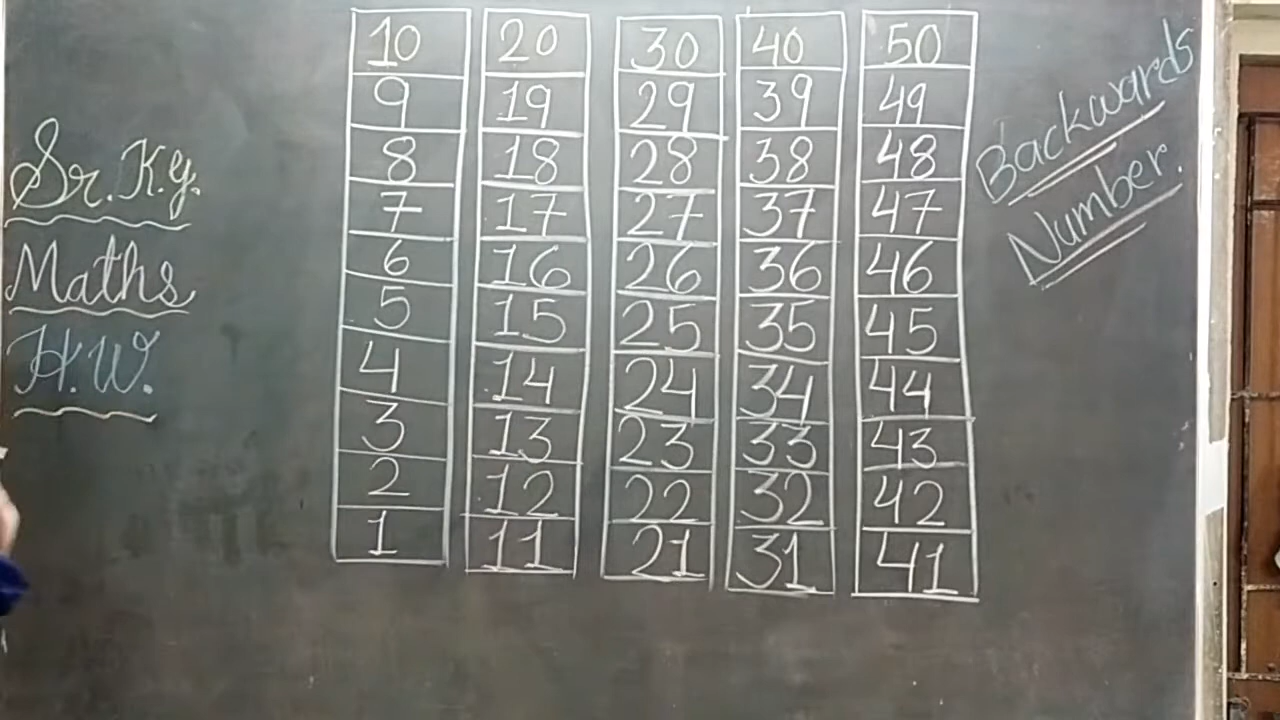 Sr. K.g.
Maths
H.W.
10 20 30 40 50
9 19 29 39 49
8 18 28 38 48
7 17 27 37 47
6 16 26 36 46
5 15 25 35 45
4 14 24 34 44
3 13 23 33 43
2 12 22 32 42
1 11 21 31 41
Backwards
Number.